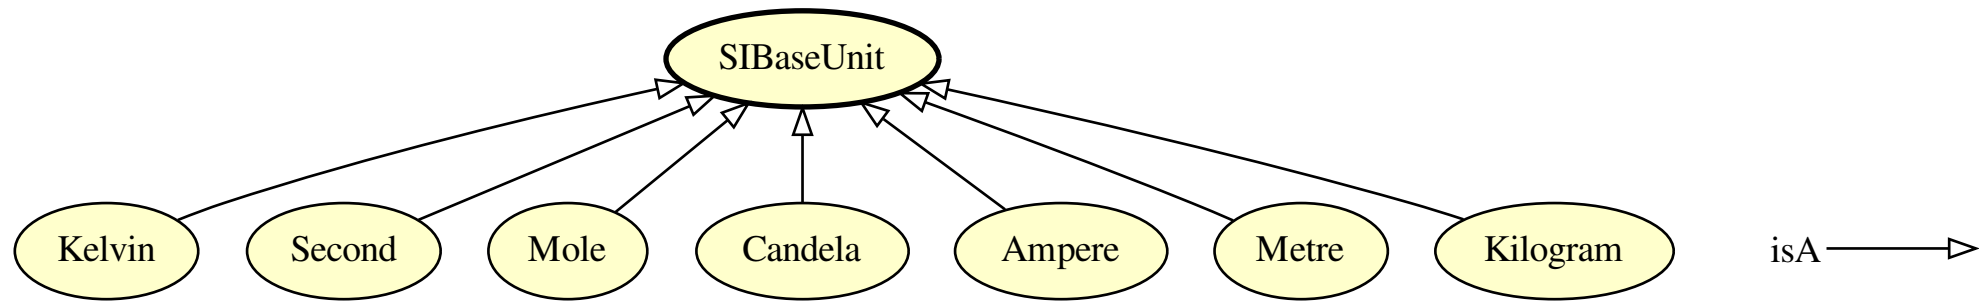 SIBaseUnit
Kelvin
Second
Mole
Candela
Ampere
Metre
Kilogram
isA